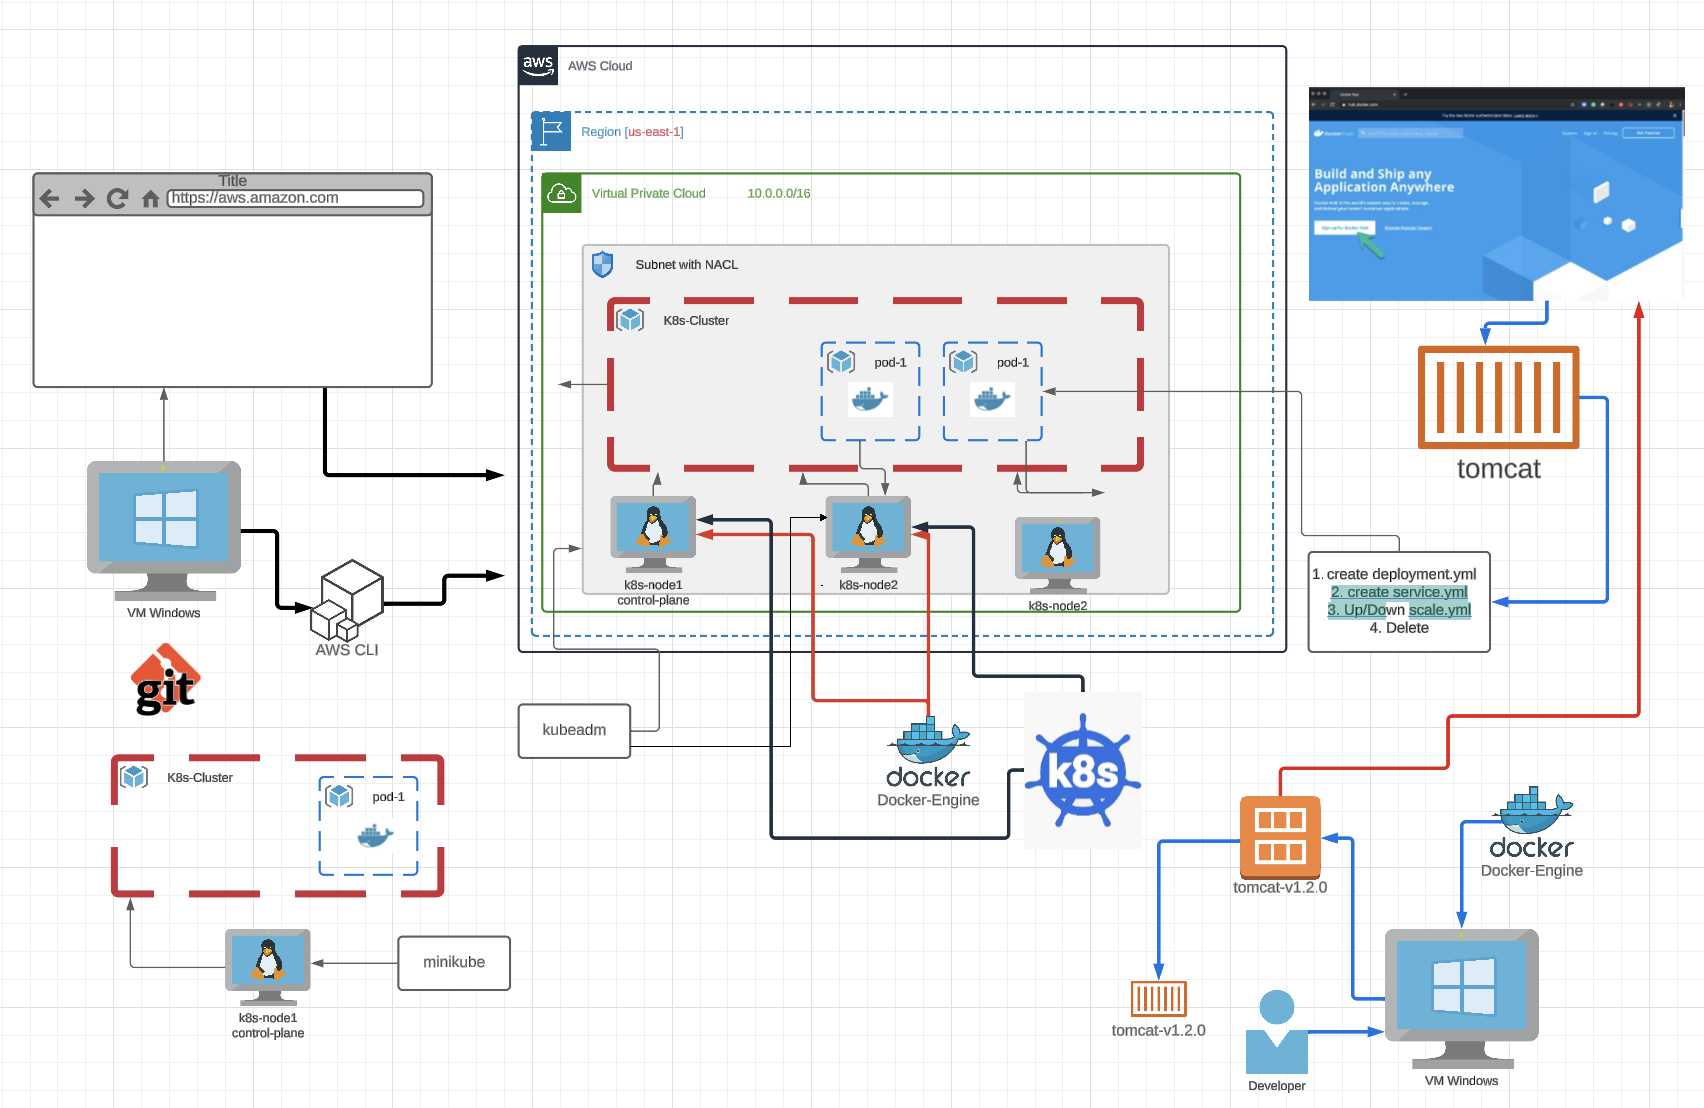 aws
AWS Cloud
Region [us-east-1]
Virtual Private Cloud 10.0.0.0/16
Subnet with NACL
K8s-Cluster
pod-1
pod-1
k8s-node1
control-plane
k8s-node2
k8s-node2
Title
https://aws.amazon.com
VM Windows
AWS CLI
git
K8s-Cluster
pod-1
k8s-node1
control-plane
minikube
kubeadm
docker
Docker-Engine
k8s
Build and Ship any
Application Anywhere
tomcat
1. create deployment.yml
2. create service.yml
3. Up/Down scale.yml
4. Delete
tomcat-v1.2.0
tomcat-v1.2.0
docker
Docker-Engine
Developer
VM Windows